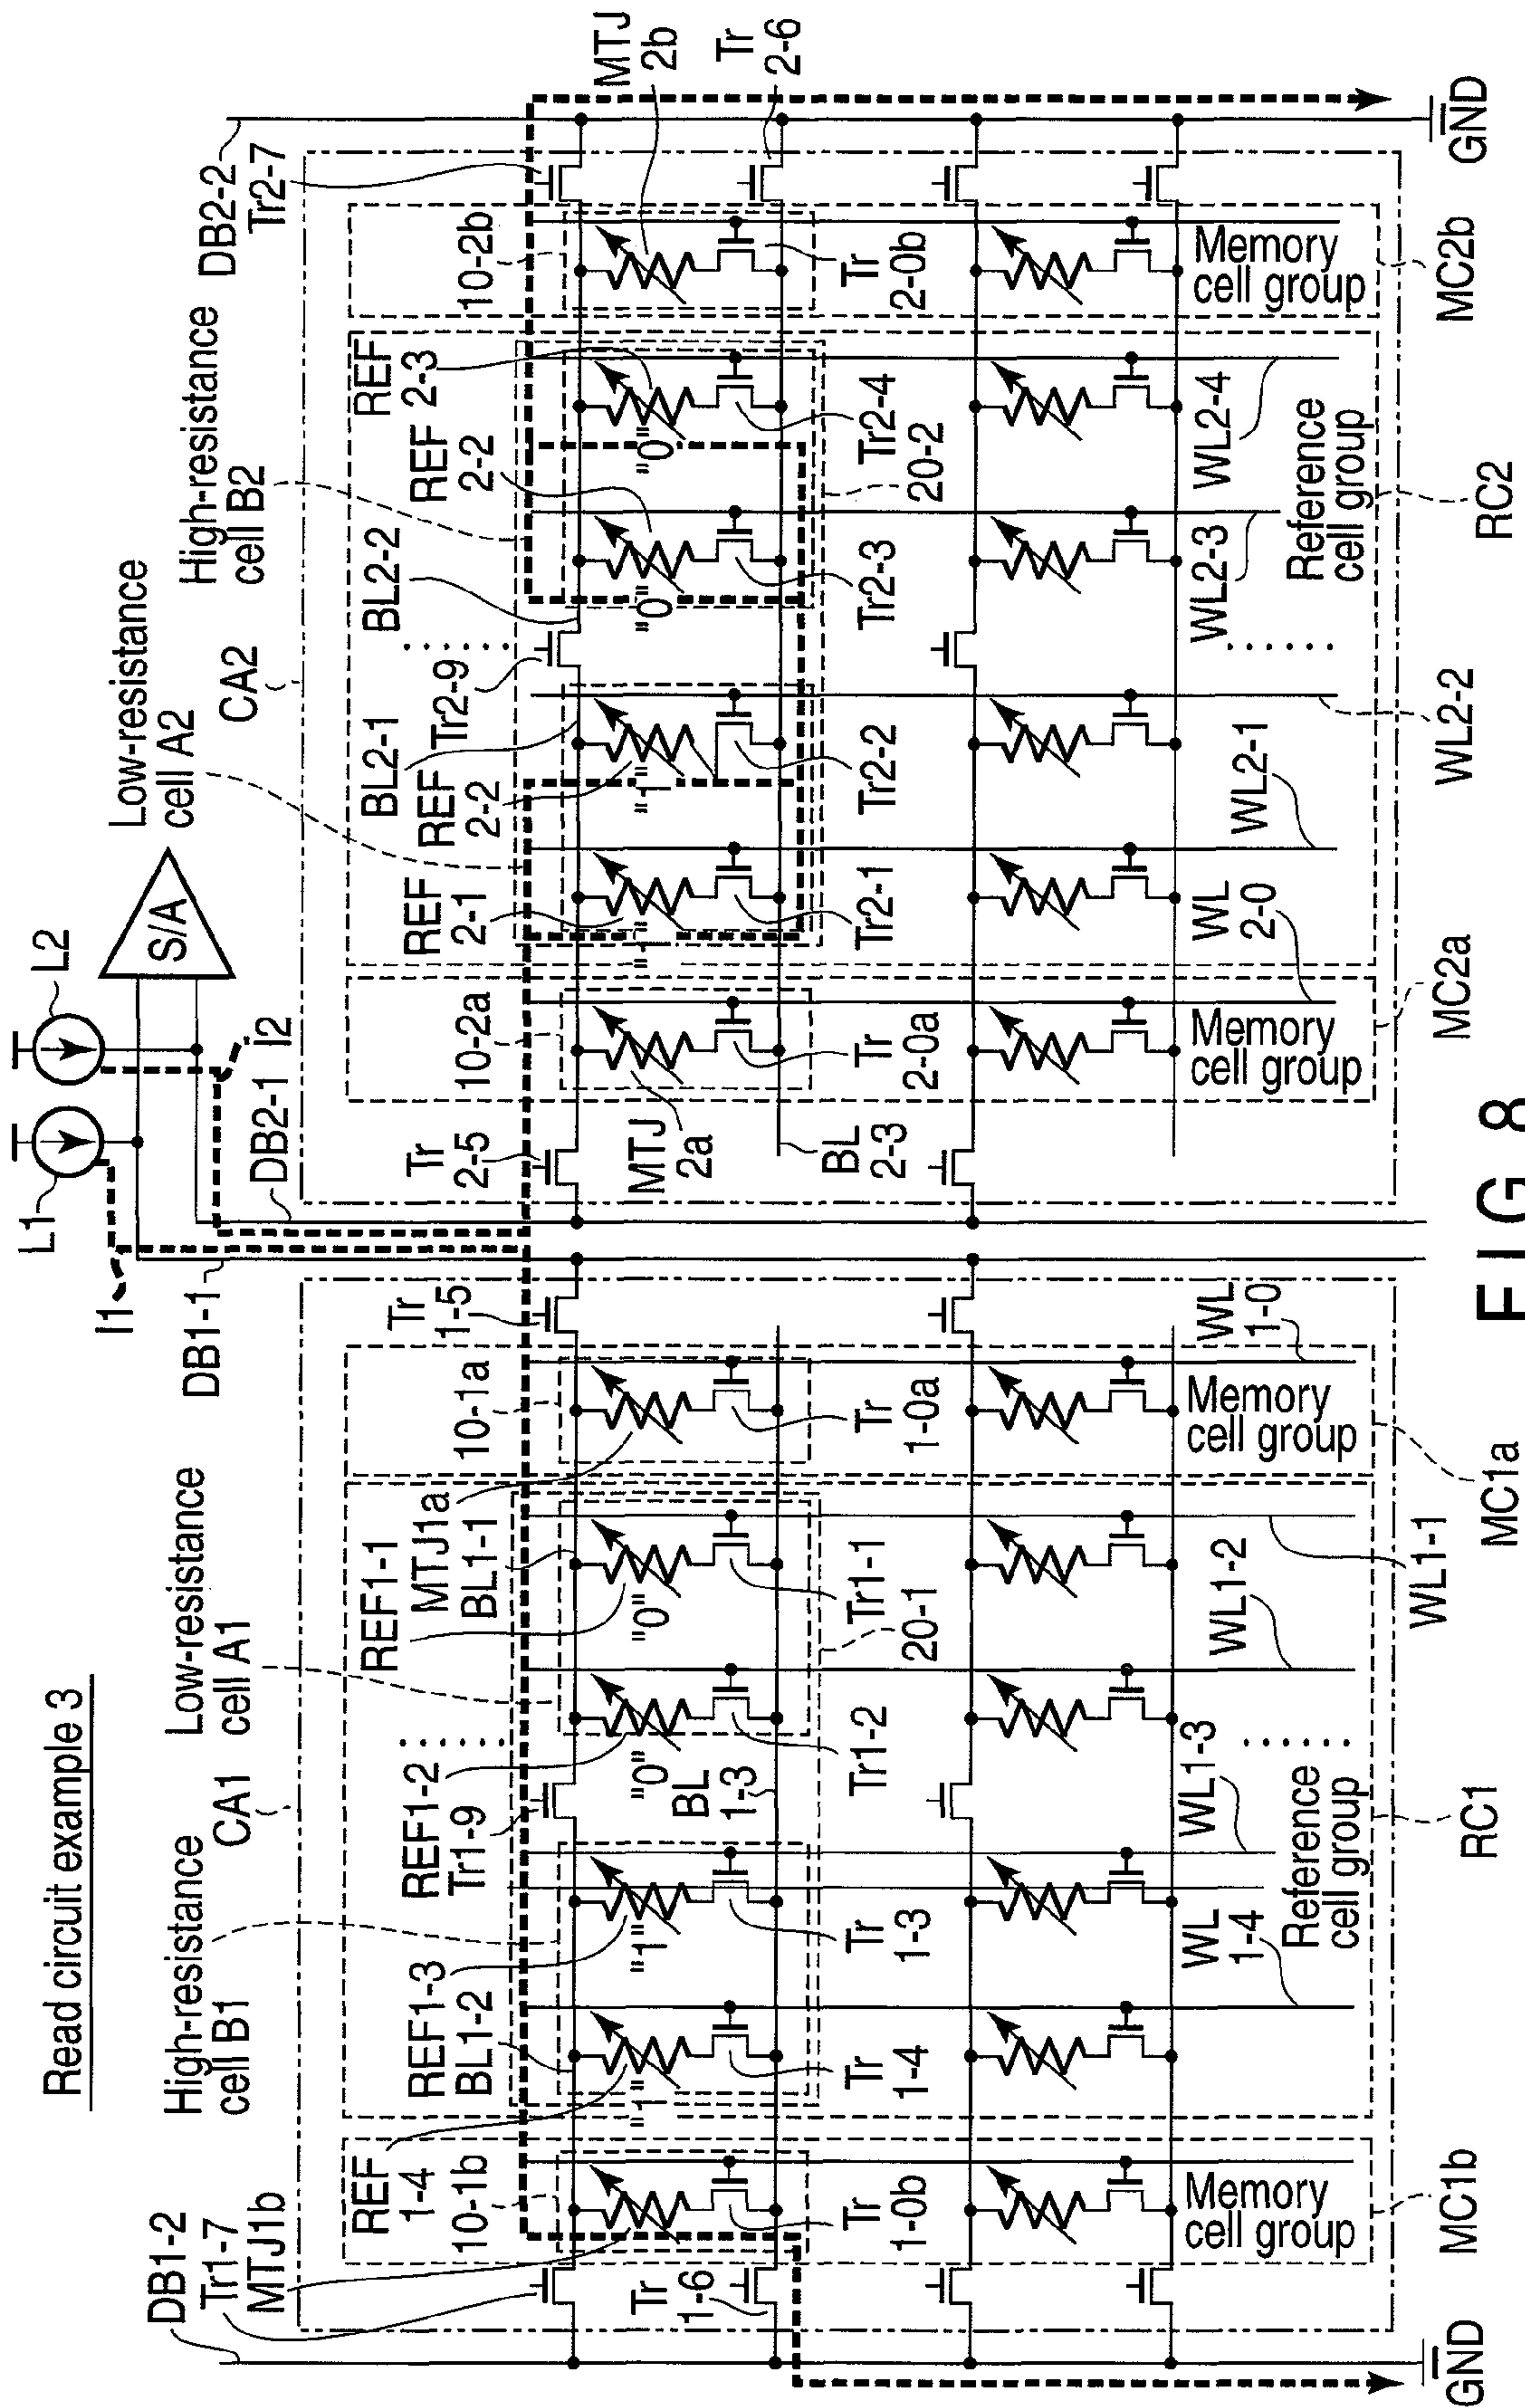 Read circuit example 3
L1
L2
S/A
I1
I2
DB1-1
DB2-1
DB1-2
Tr1-7
MTJ1b
High-resistance
cell B1
CA1
Low-resistance
cell A1
REF
1-4
10-1b
REF1-3
BL1-2
REF1-2
Tr1-9
REF1-1
MTJ1a
BL1-1
10-1a
Tr
1-5
"1"
"1"
"0"
"0"
Tr
1-6
Tr
1-0b
Tr
1-4
Tr
1-3
BL
1-3
Tr1-2
Tr1-1
20-1
Tr
1-0a
Memory
cell group
WL
1-4
Reference
cell group
WL1-3
WL1-2
Memory
cell group
WL
1-0
GND
MC1b
RC1
WL1-1
MC1a
Low-resistance
cell A2
CA2
High-resistance
cell B2
DB2-2
Tr2-7
Tr
2-5
10-2a
REF
2-1
REF
2-2
BL2-1
Tr2-9
BL2-2
REF
2-2
REF
2-3
10-2b
MTJ
2b
Tr
2-6
"1"
"1"
"0"
"0"
MTJ
2a
BL
2-3
Tr
2-0a
Tr2-1
Tr2-2
Tr2-3
Tr2-4
20-2
Tr
2-0b
Memory
cell group
WL
2-0
WL2-1
WL2-3
WL2-4
Reference
cell group
Memory
cell group
GND
MC2a
WL2-2
RC2
MC2b
FIG. 8